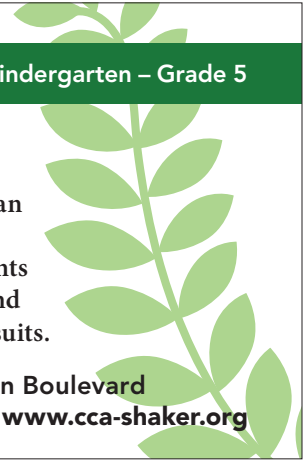 indergarten – Grade 5
an
nts
nd
suits.
n Boulevard
www.cca-shaker.org